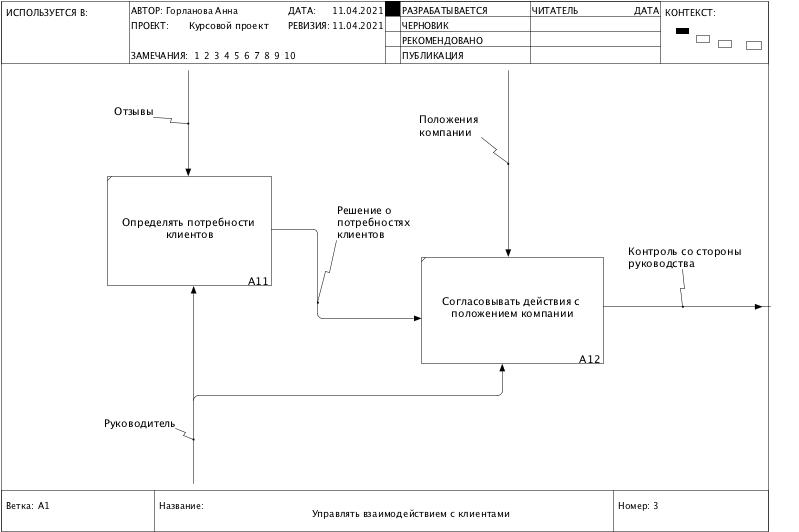 ИСПОЛЬЗУЕТСЯ В:
АВТОР: Горланова Анна
ДАТА: 11.04.2021
РАЗРАБАТЫВАЕТСЯ
ЧИТАТЕЛЬ
ДАТА
КОНТЕКСТ:
ПРОЕКТ: Курсовой проект
РЕВИЗИЯ: 11.04.2021
ЧЕРНОВИК
РЕКОМЕНДОВАНО
ЗАМЕЧАНИЯ: 1 2 3 4 5 6 7 8 9 10
ПУБЛИКАЦИЯ
Отзывы
Положения
компании
Определять потребности
клиентов
A11
Решение о
потребностях
клиентов
Контроль со стороны
руководства
Согласовывать действия с
положением компании
A12
Руководитель
Ветка: A1
Название:
Управлять взаимодействием с клиентами
Номер: 3